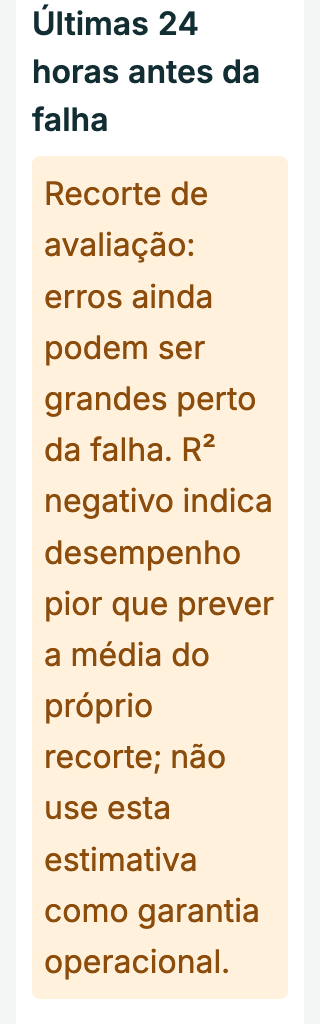 Últimas 24
horas antes da
falha
Recorte de
avaliação:
erros ainda
podem ser
grandes perto
da falha. R²
negativo indica
desempenho
pior que prever
a média do
próprio
recorte; não
use esta
estimativa
como garantia
operacional.